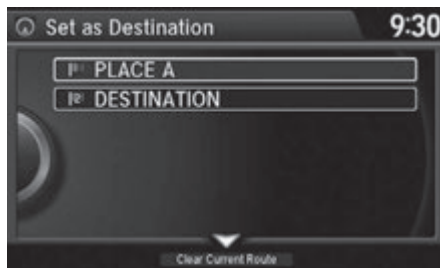 Set as Destination
9:30
PLACE A
DESTINATION
Clear Current Route